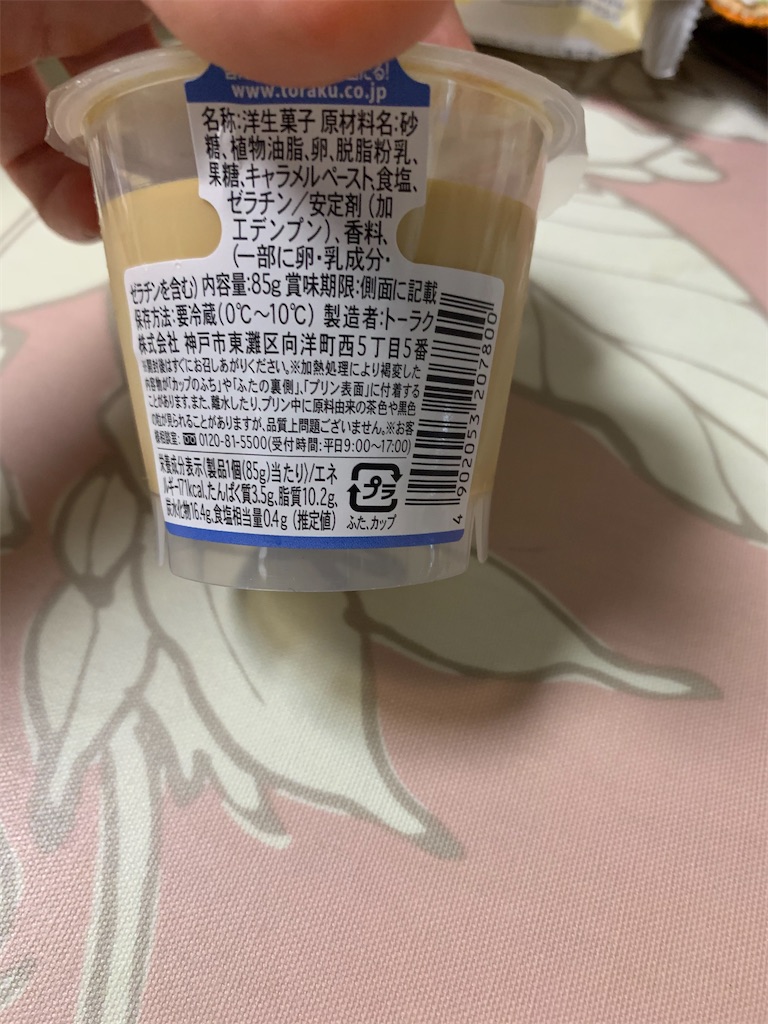 www.toraku.co.jp
名称:洋生菓子 原材料名:砂
糖、植物油脂、卵、脱脂粉乳、
果糖、キャラメルペースト、食塩、
ゼラチン／安定剤(加
工デンプン)、香料、
(一部に卵・乳成分・
ゼラチンを含む) 内容量:85g 賞味期限:側面に記載
保存方法:要冷蔵(0℃〜10℃) 製造者:トーラク
株式会社 神戸市東灘区向洋町西5丁目5番
※開封後はすぐにお召しあがりください。※加熱処理により褐変した
内容物が「カップのふち」や「ふたの裏側」、「プリン表面」に付着する
ことがあります。また、離水したり、プリン中に原料由来の茶色や黒色
の粒が見られることがありますが、品質上問題ございません。※お客
様相談室: 0120-81-5500(受付時間:平日9:00〜17:00)
栄養成分表示(製品1個(85g)当たり)/エネ
ルギー171kcal、たんぱく質3.5g、脂質10.2g、
炭水化物16.4g、食塩相当量0.4g (推定値)
プラ
ふた、カップ
4902053207800